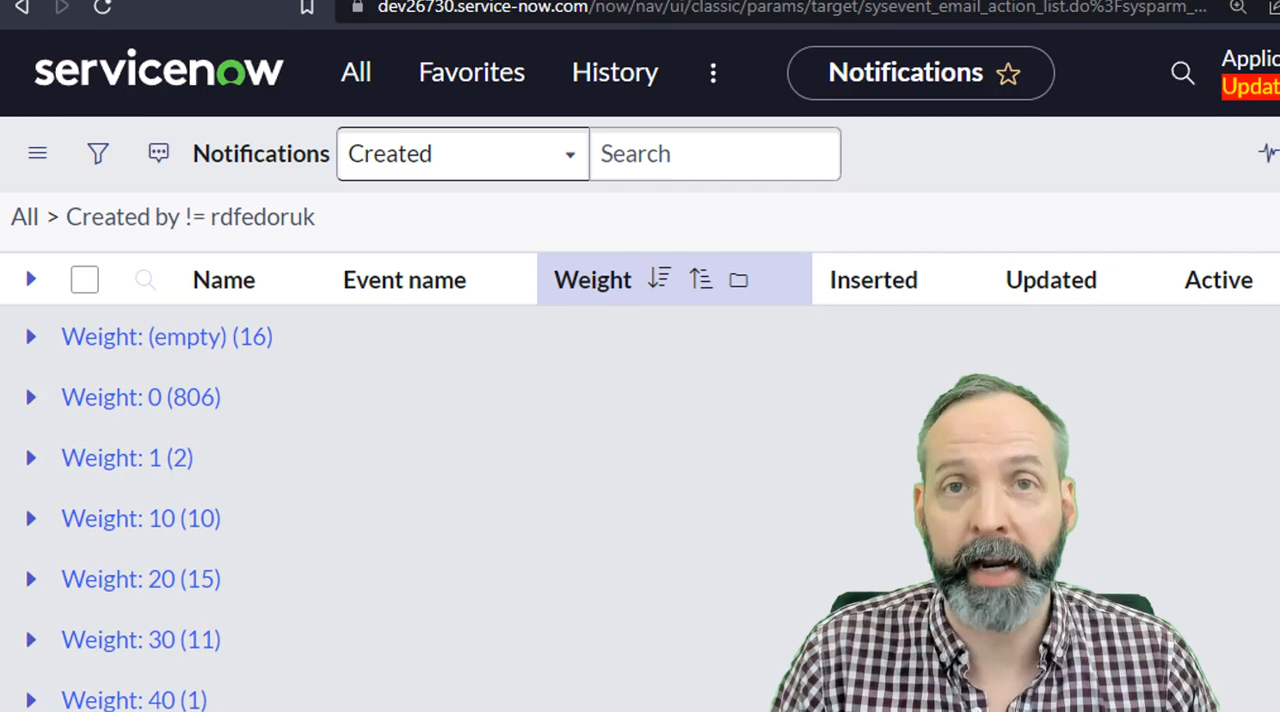 dev26730.service-now.com/now/nav/ui/classic/params/target/sysevent_email_action_list.do%3Fsysparm_...
servicenow All Favorites History Notifications Applic
Updat
Notifications Created Search
All > Created by != rdfedoruk
Name Event name Weight Inserted Updated Active
Weight: (empty) (16)
Weight: 0 (806)
Weight: 1 (2)
Weight: 10 (10)
Weight: 20 (15)
Weight: 30 (11)
Weight: 40 (1)